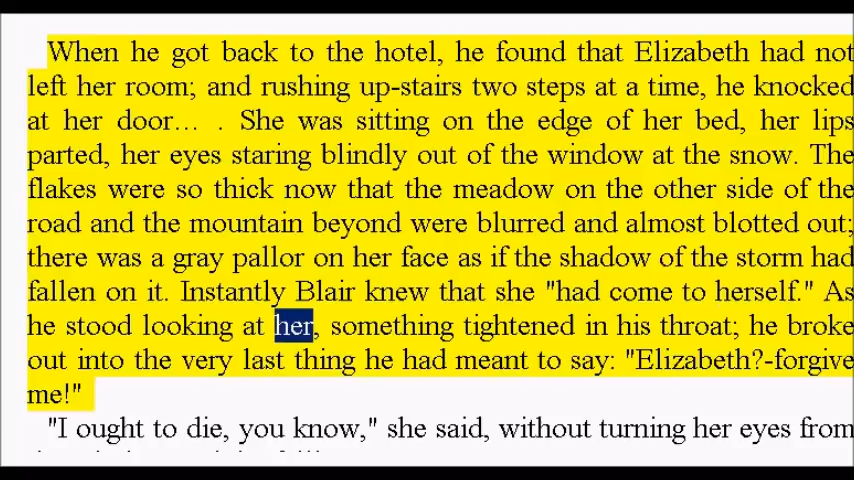 When he got back to the hotel, he found that Elizabeth had not
left her room; and rushing up-stairs two steps at a time, he knocked
at her door... . She was sitting on the edge of her bed, her lips
parted, her eyes staring blindly out of the window at the snow. The
flakes were so thick now that the meadow on the other side of the
road and the mountain beyond were blurred and almost blotted out;
there was a gray pallor on her face as if the shadow of the storm had
fallen on it. Instantly Blair knew that she "had come to herself." As
he stood looking at her, something tightened in his throat; he broke
out into the very last thing he had meant to say: "Elizabeth?-forgive
me!"
"I ought to die, you know," she said, without turning her eyes from